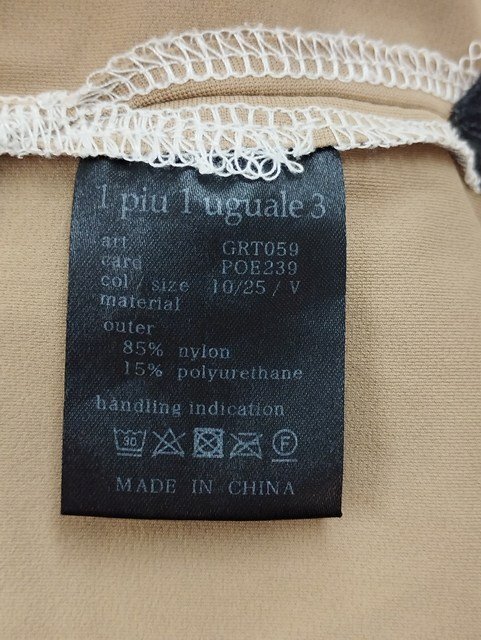 1 piu 1 uguale 3
art GRT059
card POE239
col / size 10/25 / V
material
outer
85% nylon
15% polyurethane
handling indication
30 F
MADE IN CHINA